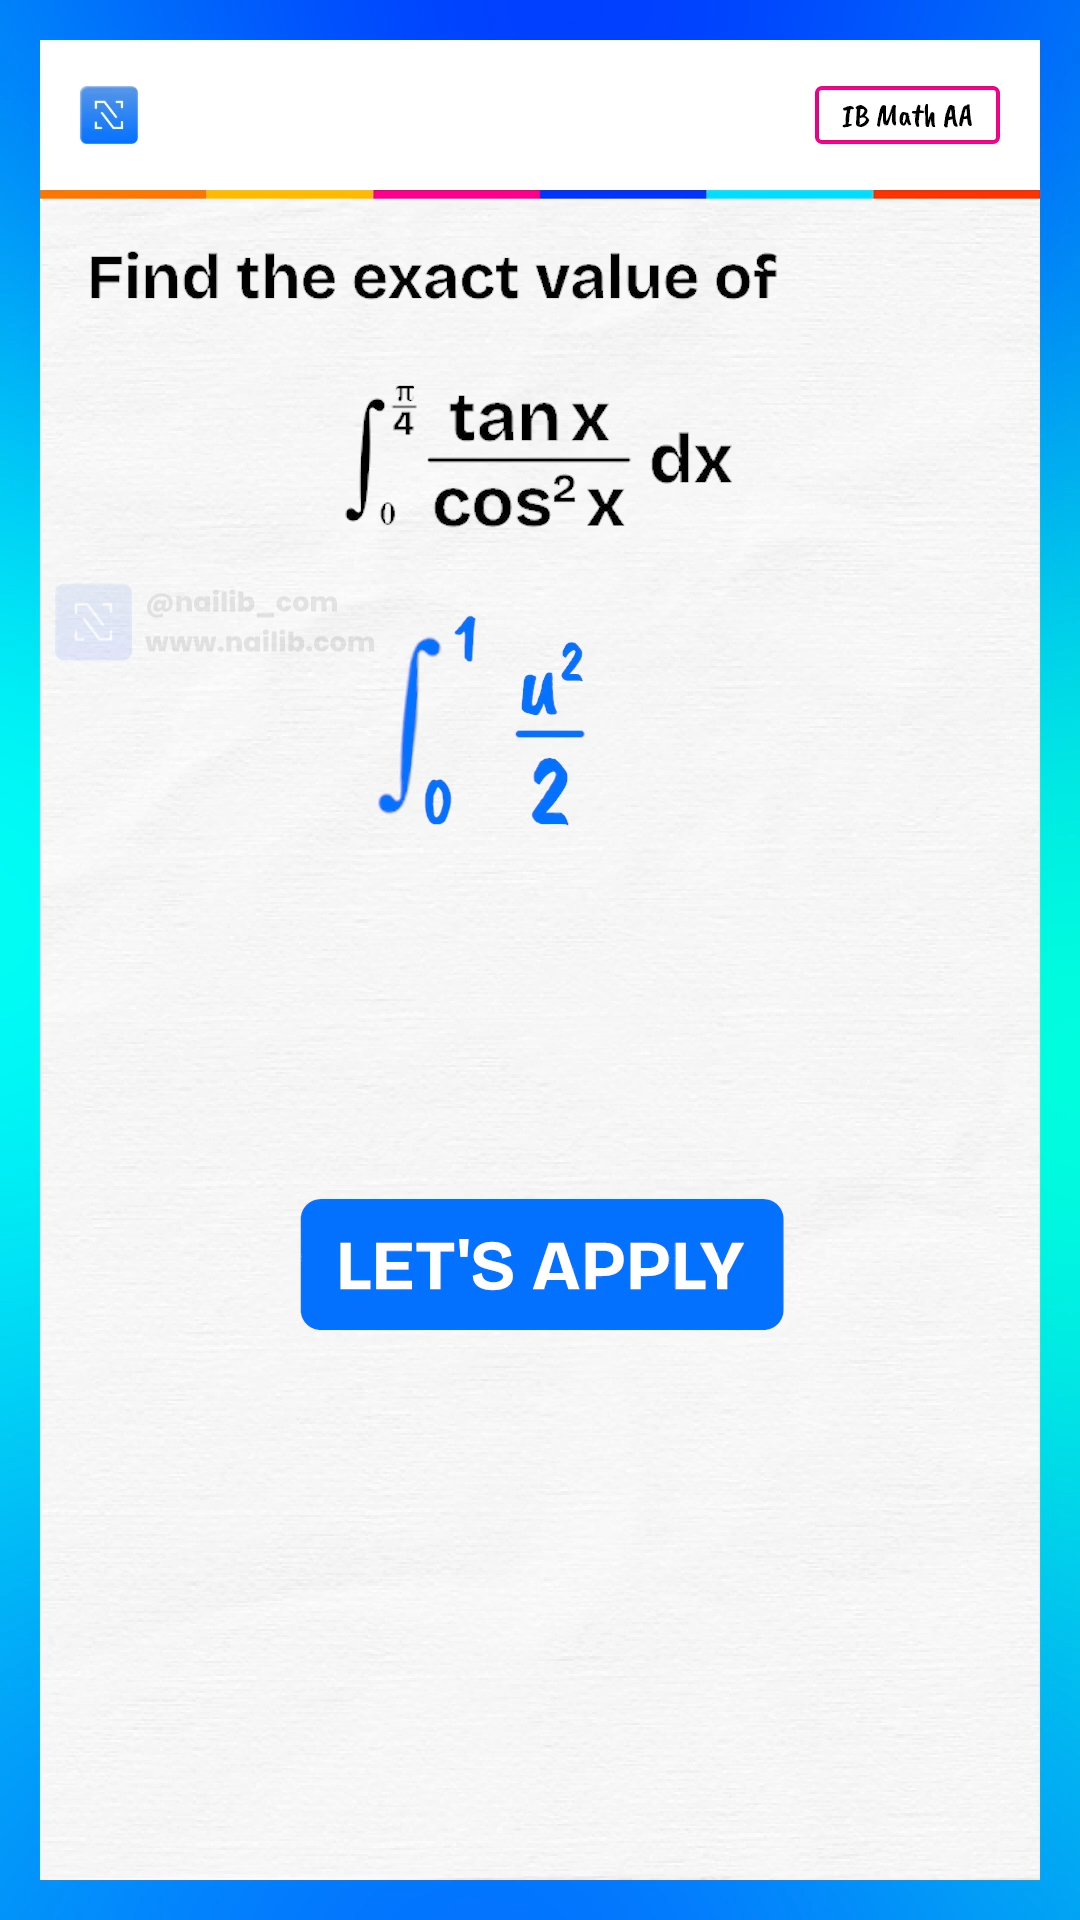 IB Math AA
Find the exact value of
∫₀^(π/4) tan x / cos² x dx
@nailib_com
www.nailib.com
∫₀¹ u²/2
LET'S APPLY